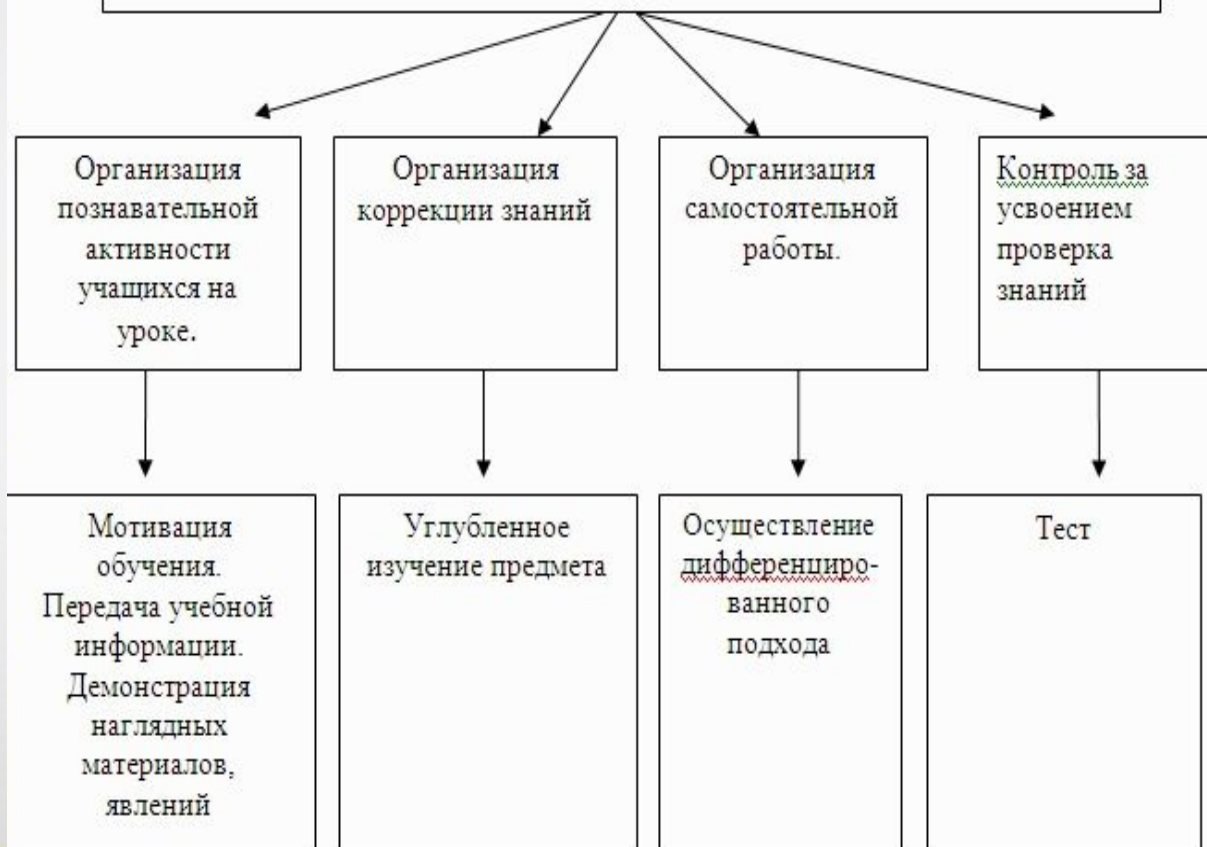 Организация
познавательной
активности
учащихся на
уроке.
Организация
коррекции знаний
Организация
самостоятельной
работы.
Контроль за
усвоением
проверка
знаний
Мотивация
обучения.
Передача учебной
информации.
Демонстрация
наглядных
материалов,
явлений
Углубленное
изучение предмета
Осуществление
дифференциро-
ванного
подхода
Тест